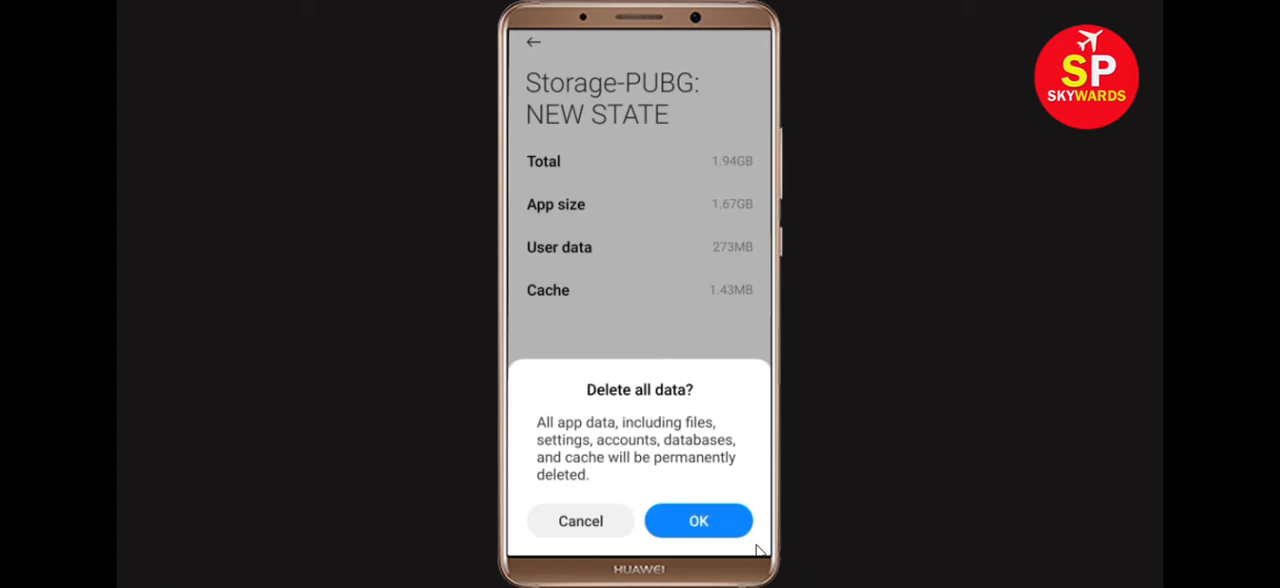 Storage-PUBG:
NEW STATE
Total 1.94GB
App size 1.67GB
User data 273MB
Cache 1.43MB
Delete all data?
All app data, including files,
settings, accounts, databases,
and cache will be permanently
deleted.
Cancel OK
HUAWEI
SP
SKYWARDS